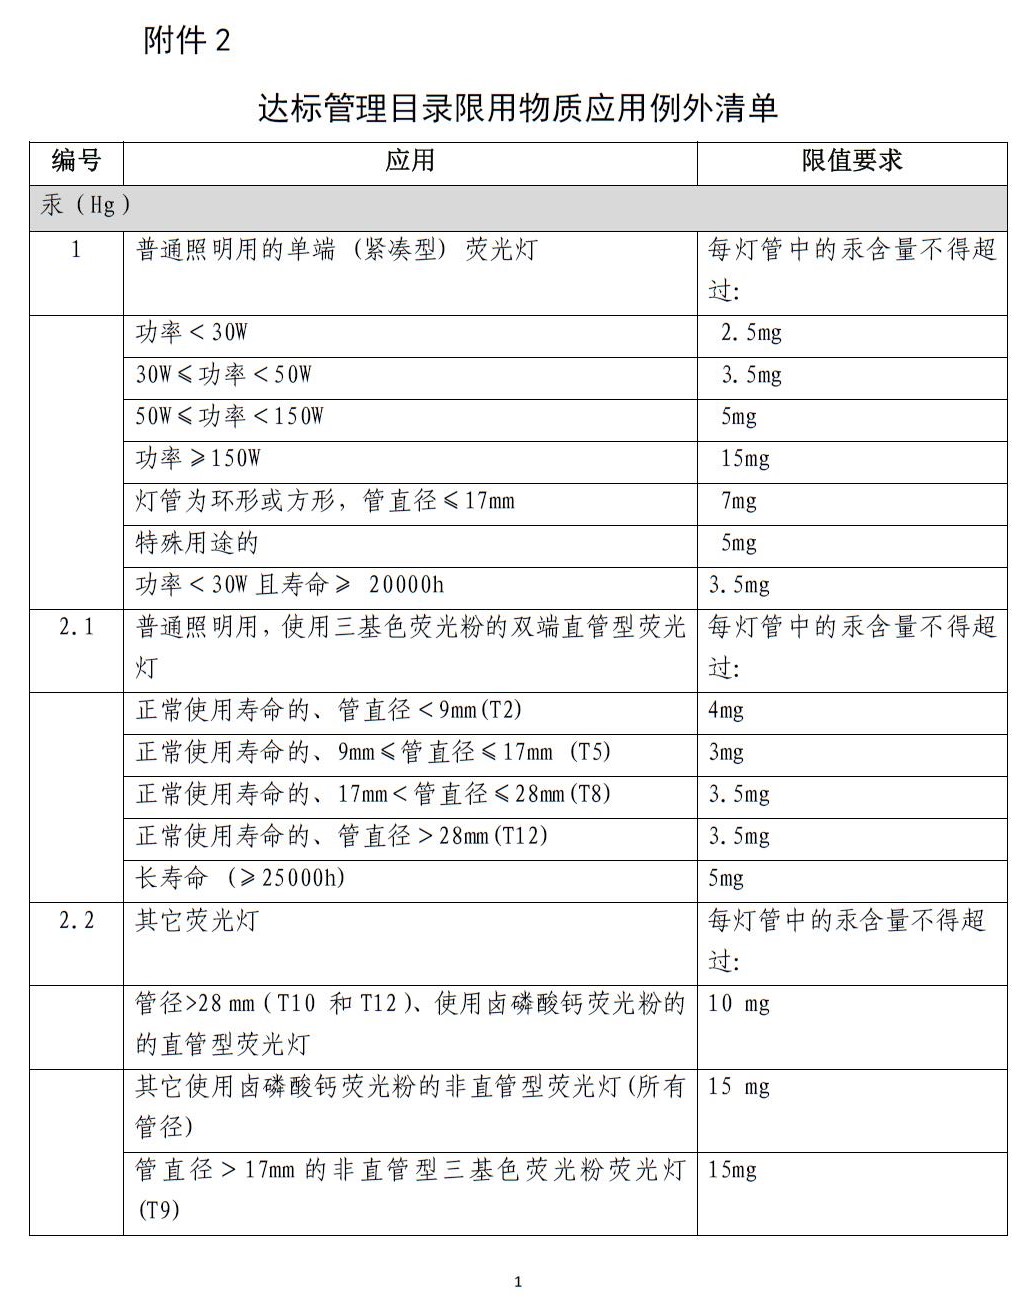 附件 2
达标管理目录限用物质应用例外清单
编号 应用 限值要求
汞（Hg）
1 普通照明用的单端 (紧凑型) 荧光灯 每灯管中的汞含量不得超
过:
功率＜30W 2.5mg
30W≤功率＜50W 3.5mg
50W≤功率＜150W 5mg
功率≥150W 15mg
灯管为环形或方形，管直径≤17mm 7mg
特殊用途的 5mg
功率＜30W 且寿命≥ 20000h 3.5mg
2.1 普通照明用，使用三基色荧光粉的双端直管型荧光 每灯管中的汞含量不得超
灯 过:
正常使用寿命的、管直径＜9mm(T2) 4mg
正常使用寿命的、9mm≤管直径≤17mm (T5) 3mg
正常使用寿命的、17mm＜管直径≤28mm(T8) 3.5mg
正常使用寿命的、管直径＞28mm(T12) 3.5mg
长寿命 (≥25000h) 5mg
2.2 其它荧光灯 每灯管中的汞含量不得超
过:
管径>28 mm ( T10 和 T12 )、使用卤磷酸钙荧光粉的 10 mg
的直管型荧光灯
其它使用卤磷酸钙荧光粉的非直管型荧光灯(所有 15 mg
管径)
管直径＞17mm 的非直管型三基色荧光粉荧光灯 15mg
(T9)
1